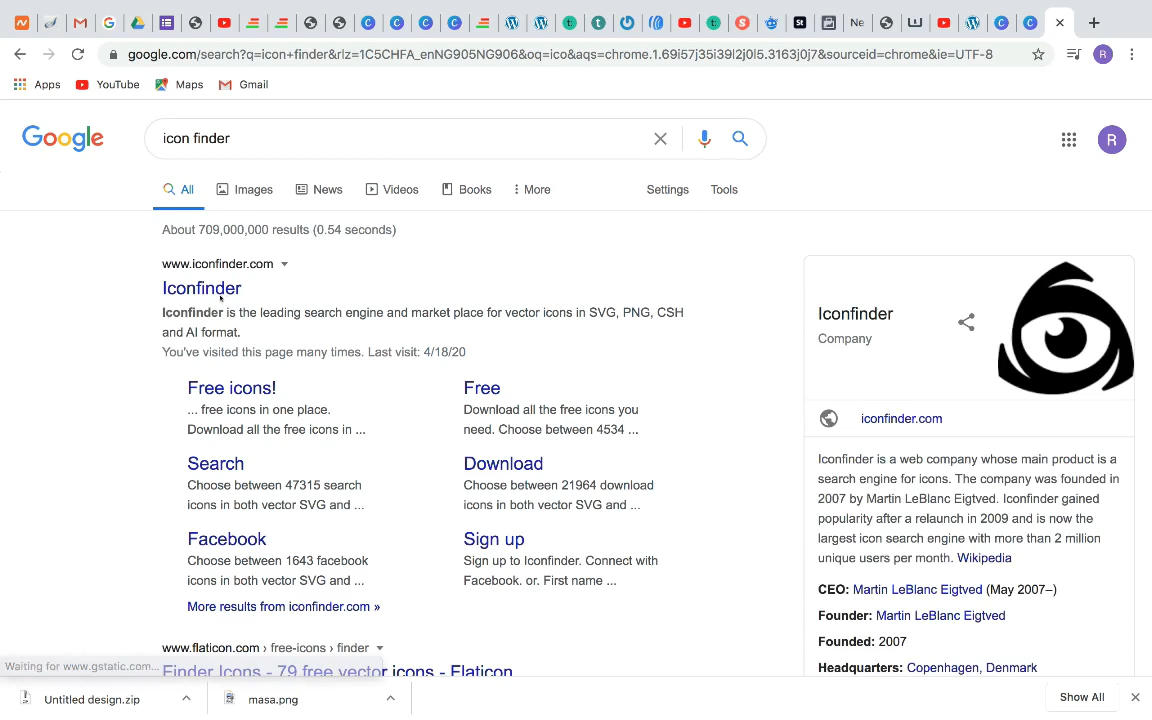 google.com/search?q=icon+finder&rlz=1C5CHFA_enNG905NG906&oq=ico&aqs=chrome.1.69i57j35i39l2j0l5.3163j0j7&sourceid=chrome&ie=UTF-8
R
Apps
YouTube
Maps
Gmail
Google
icon finder
R
All
Images
News
Videos
Books
More
Settings
Tools
About 709,000,000 results (0.54 seconds)
www.iconfinder.com
Iconfinder
Iconfinder is the leading search engine and market place for vector icons in SVG, PNG, CSH
and AI format.
You've visited this page many times. Last visit: 4/18/20
Free icons!
... free icons in one place.
Download all the free icons in ...
Free
Download all the free icons you
need. Choose between 4534 ...
Search
Choose between 47315 search
icons in both vector SVG and ...
Download
Choose between 21964 download
icons in both vector SVG and ...
Facebook
Choose between 1643 facebook
icons in both vector SVG and ...
Sign up
Sign up to Iconfinder. Connect with
Facebook. or. First name ...
More results from iconfinder.com »
www.flaticon.com › free-icons › finder
Finder Icons - 79 free vector icons - Flaticon
Iconfinder
Company
iconfinder.com
Iconfinder is a web company whose main product is a
search engine for icons. The company was founded in
2007 by Martin LeBlanc Eigtved. Iconfinder gained
popularity after a relaunch in 2009 and is now the
largest icon search engine with more than 2 million
unique users per month. Wikipedia
CEO: Martin LeBlanc Eigtved (May 2007–)
Founder: Martin LeBlanc Eigtved
Founded: 2007
Headquarters: Copenhagen, Denmark
Waiting for www.gstatic.com...
Untitled design.zip
masa.png
Show All